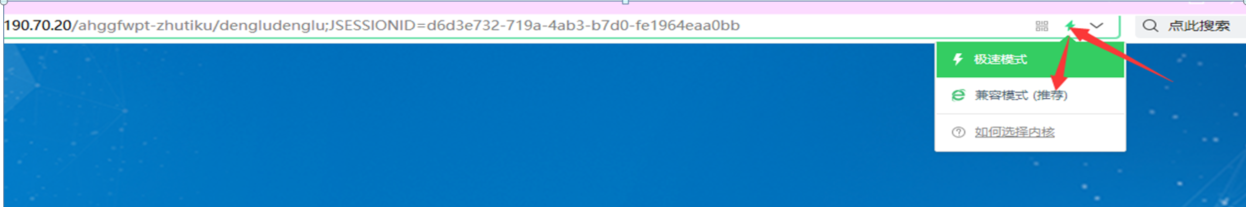 190.70.20/ahggfwpt-zhutiku/dengludenglu;JSESSIONID=d6d3e732-719a-4ab3-b7d0-fe1964eaa0bb
点此搜索
极速模式
兼容模式 (推荐)
如何选择内核